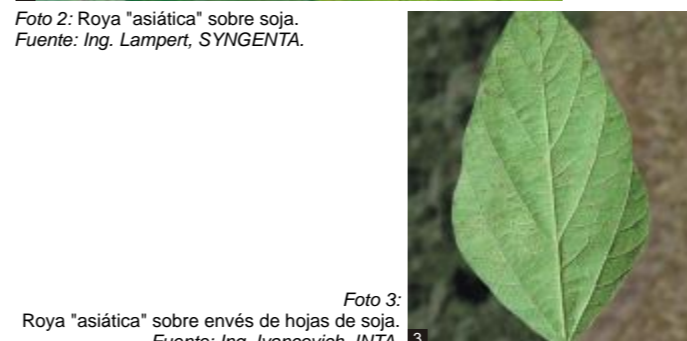 Foto 2: Roya "asiática" sobre soja.
Fuente: Ing. Lampert, SYNGENTA.
Foto 3:
Roya "asiática" sobre envés de hojas de soja.
Fuente: Ing. Ivancovich, INTA.
3